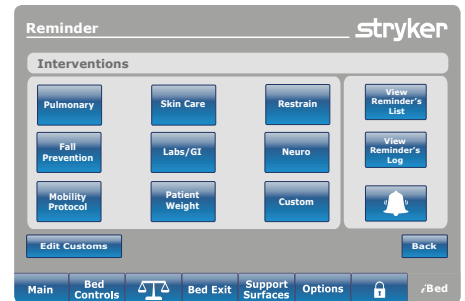 Reminder
stryker
Interventions
Pulmonary
Skin Care
Restrain
View
Reminder's
List
Fall
Prevention
Labs/GI
Neuro
View
Reminder's
Log
Mobility
Protocol
Patient
Weight
Custom
Edit Customs
Back
Main
Bed
Controls
Bed Exit
Support
Surfaces
Options
iBed